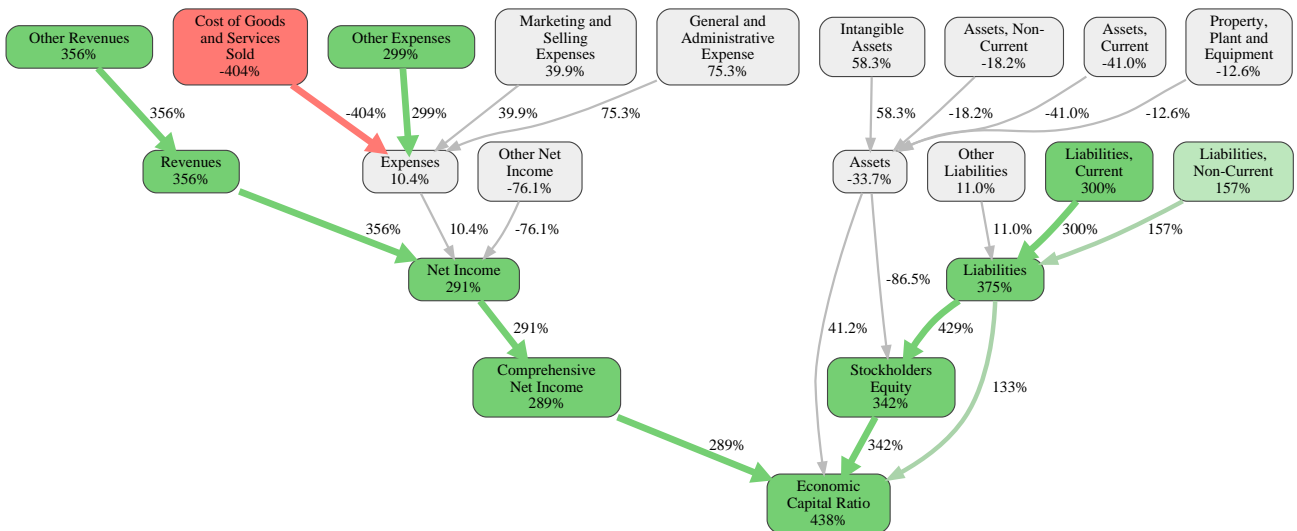 Other Revenues
356%
Cost of Goods
and Services
Sold
-404%
Other Expenses
299%
Marketing and
Selling
Expenses
39.9%
General and
Administrative
Expense
75.3%
Intangible
Assets
58.3%
Assets, Non-
Current
-18.2%
Assets,
Current
-41.0%
Property,
Plant and
Equipment
-12.6%
356%
-404%
299%
39.9%
75.3%
58.3%
-18.2%
-41.0%
-12.6%
Revenues
356%
Expenses
10.4%
Other Net
Income
-76.1%
Assets
-33.7%
Other
Liabilities
11.0%
Liabilities,
Current
300%
Liabilities,
Non-Current
157%
356%
10.4%
-76.1%
11.0%
300%
157%
Net Income
291%
-86.5%
Liabilities
375%
291%
41.2%
429%
Comprehensive
Net Income
289%
Stockholders
Equity
342%
133%
289%
342%
Economic
Capital Ratio
438%